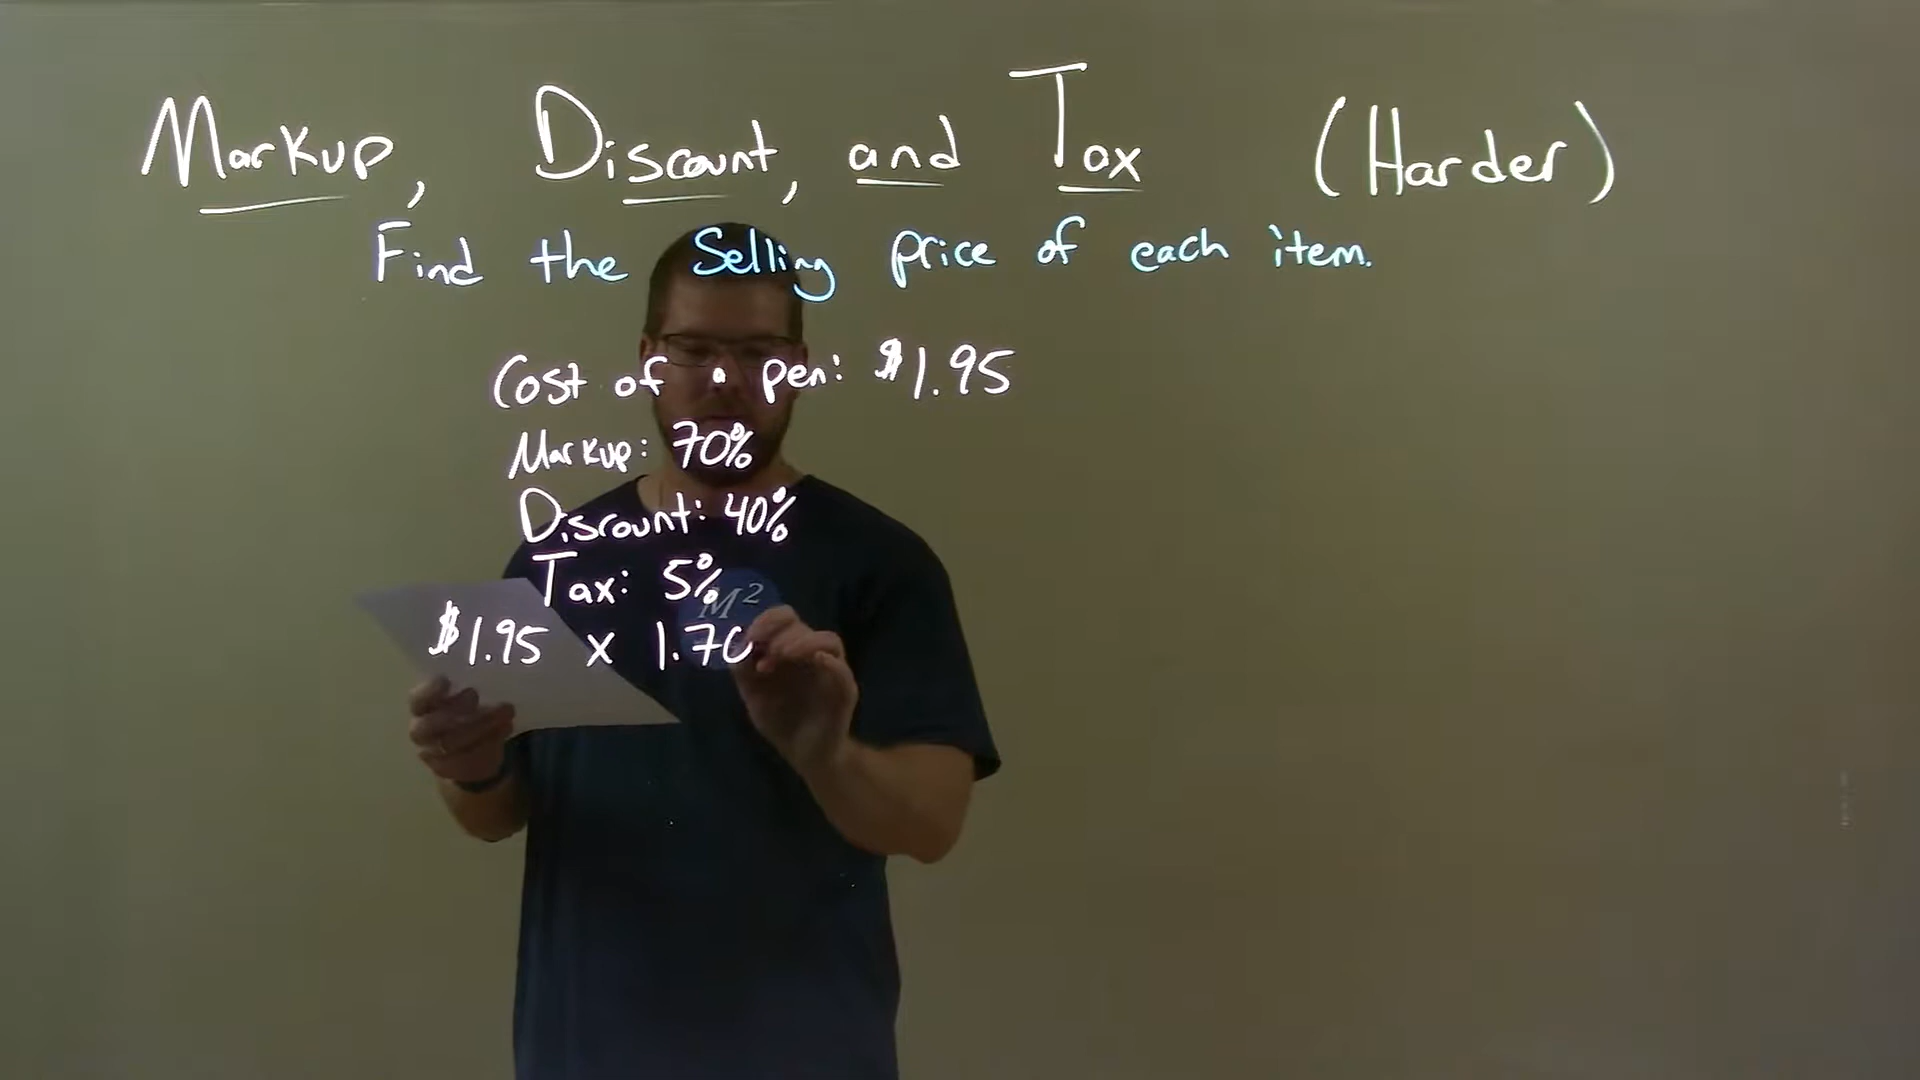 Markup, Discount, and Tax (Harder)
Find the Selling price of each item.
Cost of a pen: $1.95
Markup: 70%
Discount: 40%
Tax: 5%
M²
$1.95 x 1.70